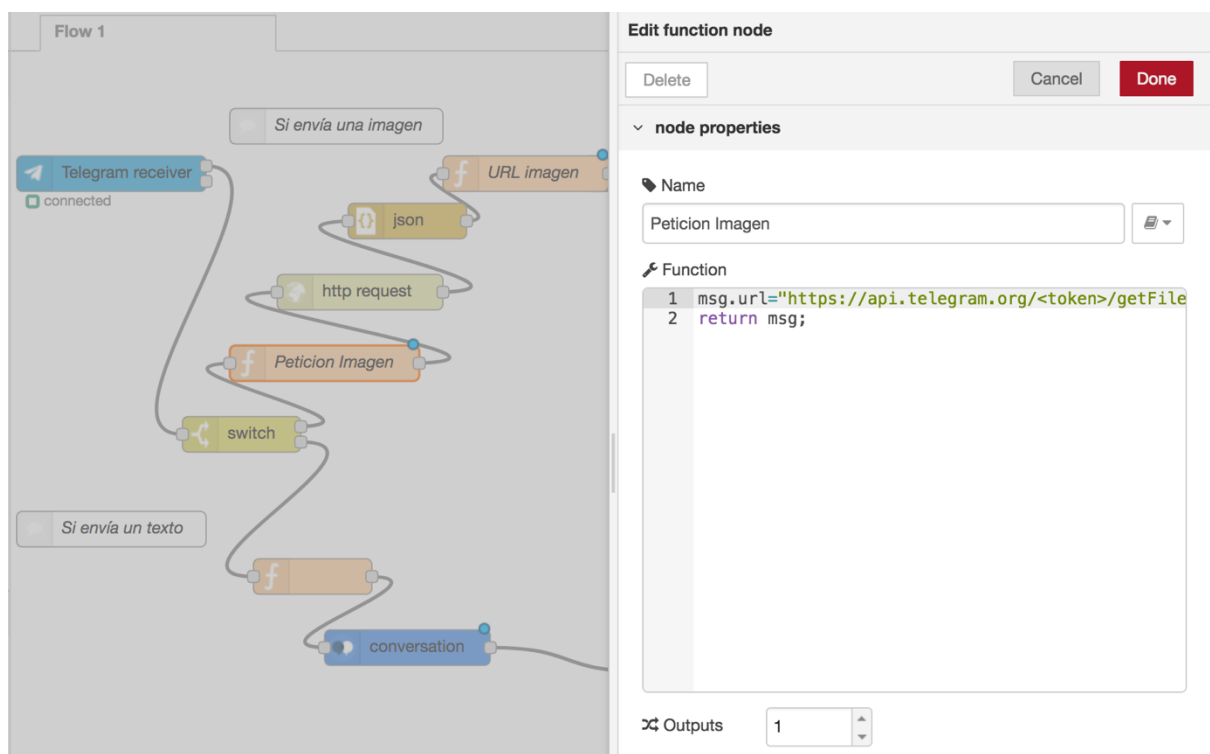 Flow 1
Si envía una imagen
Telegram receiver
connected
URL imagen
json
http request
Peticion Imagen
switch
Si envía un texto
conversation
Edit function node
Delete
Cancel
Done
node properties
Name
Peticion Imagen
Function
1 msg.url="https://api.telegram.org/<token>/getFile
2 return msg;
Outputs
1